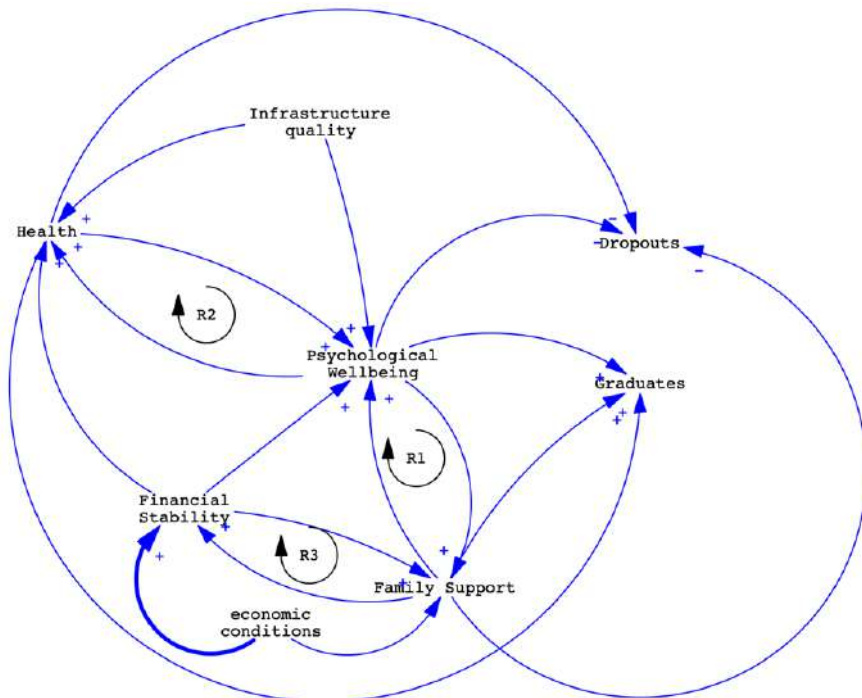 Infrastructure
quality
+
Health
+
+
-
-
Dropouts
-
R2
+
+
Psychological
Wellbeing
+
Graduates
+
+
+
+
R1
Financial
Stability
+
+
R3
+
+
Family Support
economic
conditions